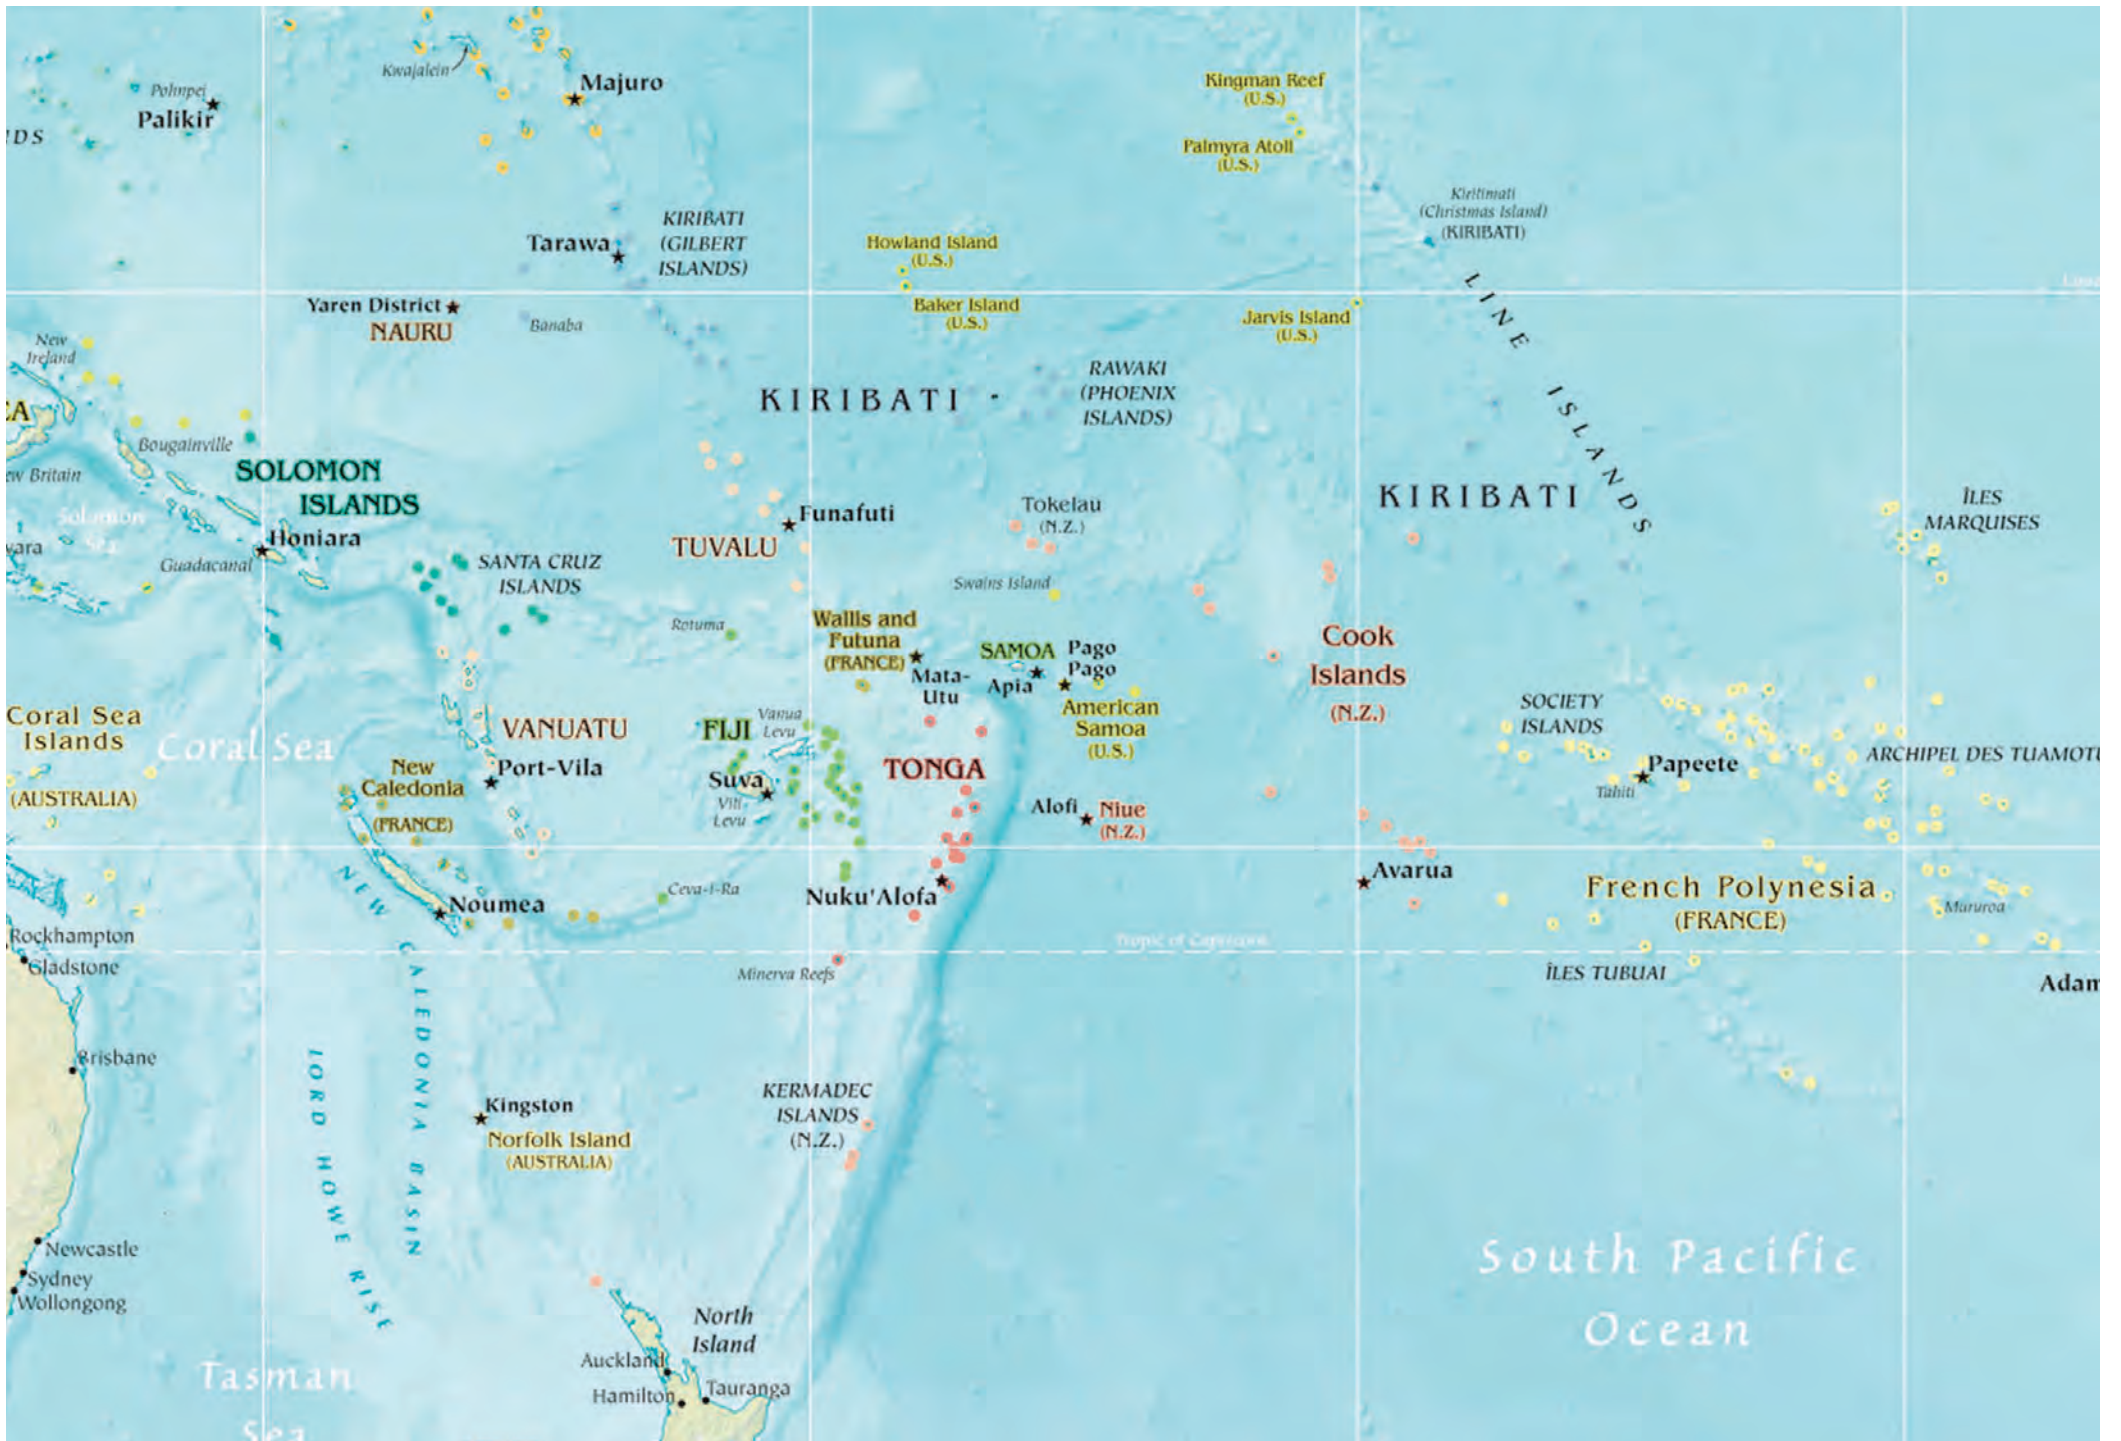 Kwajalein
Majuro
Pohnpei
Palikir
Kingman Reef
(U.S.)
Palmyra Atoll
(U.S.)
KIRIBATI
(GILBERT
ISLANDS)
Tarawa
Kiritimati
(Christmas Island)
(KIRIBATI)
Howland Island
(U.S.)
Baker Island
(U.S.)
Jarvis Island
(U.S.)
Yaren District
NAURU
Banaba
LINE ISLANDS
New
Ireland
RAWAKI
(PHOENIX
ISLANDS)
KIRIBATI
Bougainville
SOLOMON
ISLANDS
ew Britain
Solomon
Sea
Honiara
Guadacanal
SANTA CRUZ
ISLANDS
Funafuti
TUVALU
Tokelau
(N.Z.)
Swains Island
KIRIBATI
ÎLES
MARQUISES
Rotuma
Wallis and
Futuna
(FRANCE)
Mata-
Utu
SAMOA
Apia
Pago
Pago
American
Samoa
(U.S.)
Cook
Islands
(N.Z.)
Coral Sea
Islands
(AUSTRALIA)
Coral Sea
VANUATU
Port-Vila
FIJI
Vanua
Levu
Suva
Viti
Levu
TONGA
SOCIETY
ISLANDS
Papeete
Tahiti
ARCHIPEL DES TUAMOTU
New
Caledonia
(FRANCE)
Alofi
Niue
(N.Z.)
Noumea
Ceva-I-Ra
Nuku'Alofa
Avarua
French Polynesia
(FRANCE)
Mururoa
Rockhampton
Gladstone
Tropic of Capricorn
Minerva Reefs
ÎLES TUBUAI
Adam
NEW CALEDONIA BASIN
LORD HOWE RISE
Brisbane
Kingston
Norfolk Island
(AUSTRALIA)
KERMADEC
ISLANDS
(N.Z.)
Newcastle
Sydney
Wollongong
South Pacific
Ocean
North
Island
Auckland
Hamilton
Tauranga
Tasman
Sea